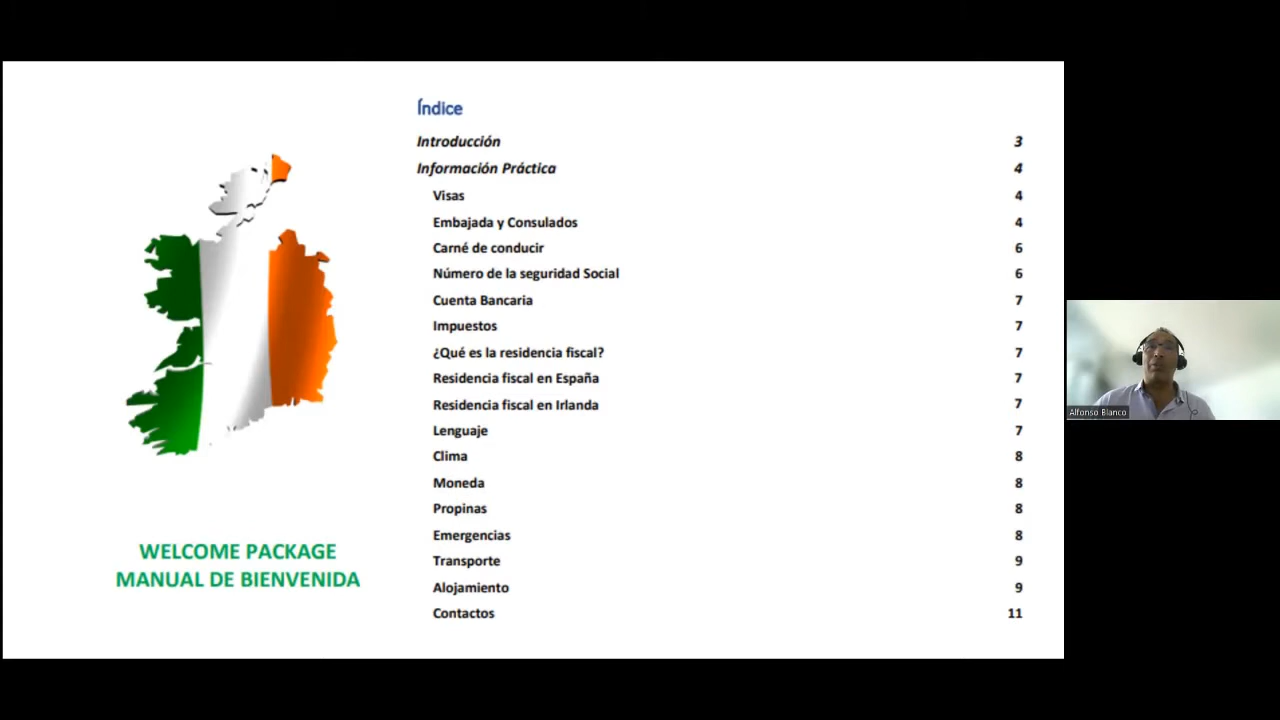 Índice
Introducción 3
Información Práctica 4
Visas 4
Embajada y Consulados 4
Carné de conducir 6
Número de la seguridad Social 6
Cuenta Bancaria 7
Impuestos 7
¿Qué es la residencia fiscal? 7
Residencia fiscal en España 7
Residencia fiscal en Irlanda 7
Lenguaje 7
Clima 8
Moneda 8
Propinas 8
Emergencias 8
Transporte 9
Alojamiento 9
Contactos 11
WELCOME PACKAGE
MANUAL DE BIENVENIDA
Alfonso Blanco